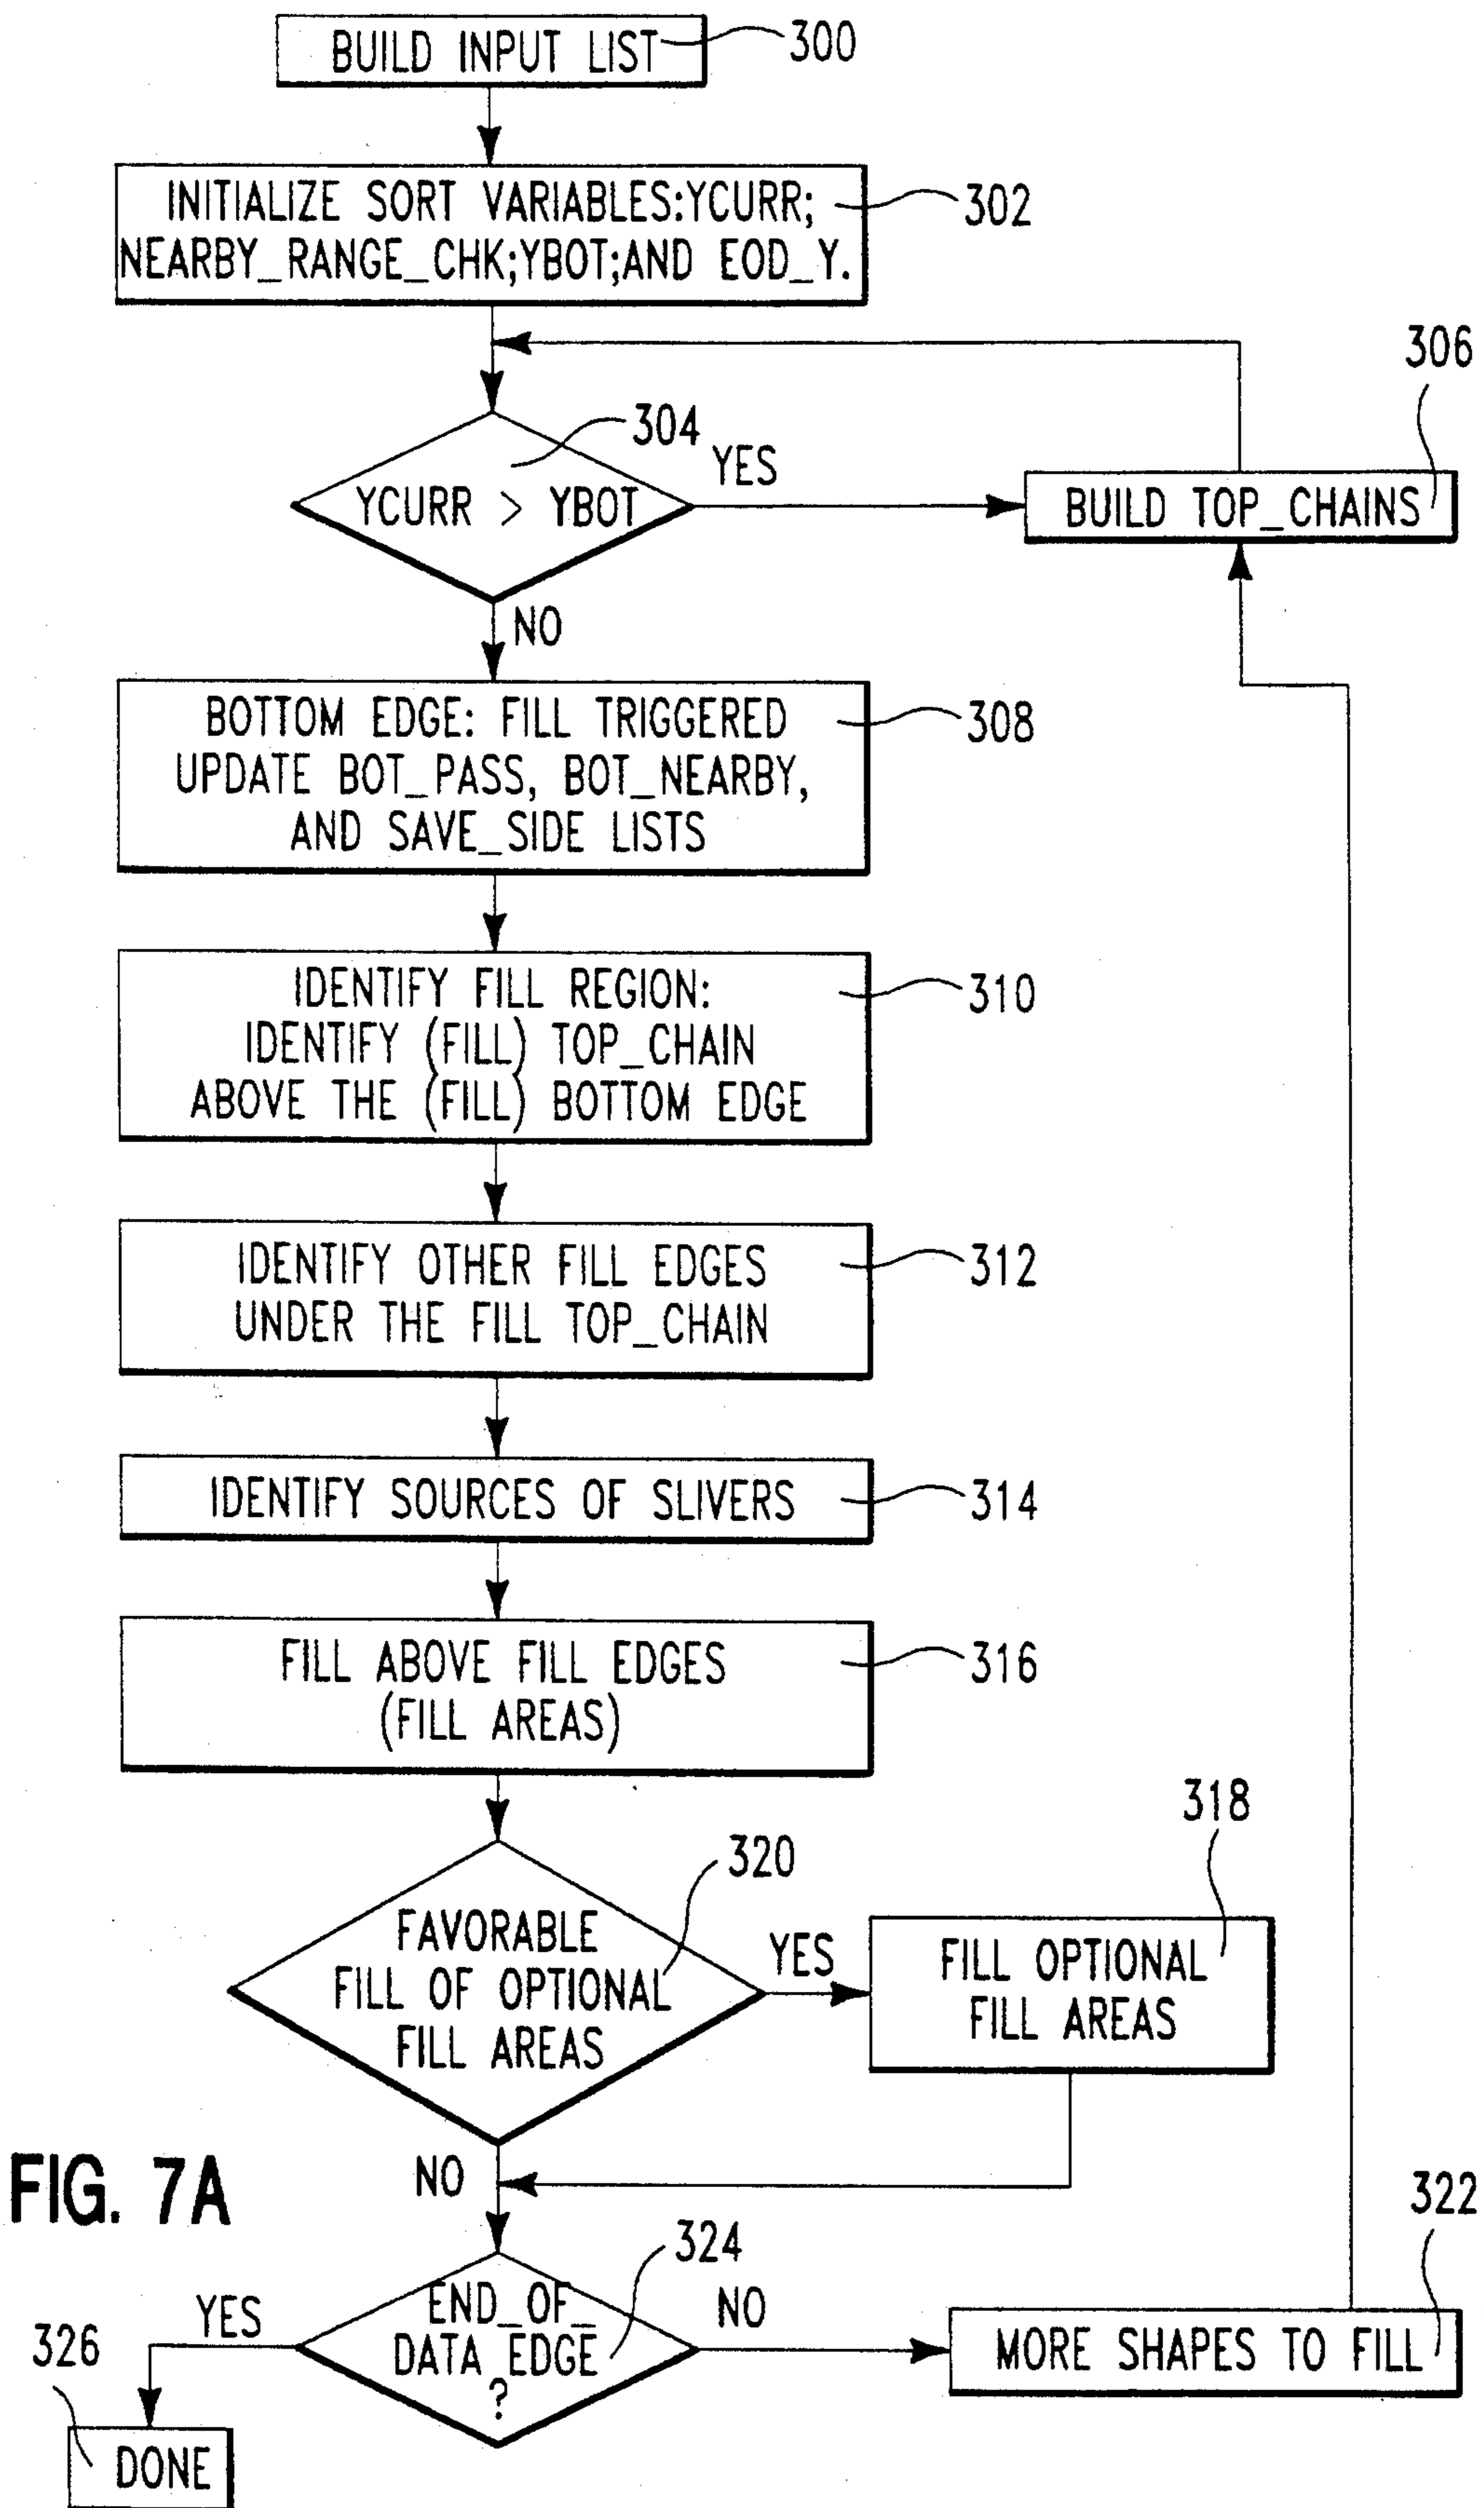 BUILD INPUT LIST 300
INITIALIZE SORT VARIABLES:YCURR; 302
NEARBY_RANGE_CHK;YBOT;AND EOD_Y.
306
304
YES
YCURR > YBOT
BUILD TOP_CHAINS
NO
BOTTOM EDGE: FILL TRIGGERED 308
UPDATE BOT_PASS, BOT_NEARBY,
AND SAVE_SIDE LISTS
IDENTIFY FILL REGION: 310
IDENTIFY (FILL) TOP_CHAIN
ABOVE THE (FILL) BOTTOM EDGE
IDENTIFY OTHER FILL EDGES 312
UNDER THE FILL TOP_CHAIN
IDENTIFY SOURCES OF SLIVERS 314
FILL ABOVE FILL EDGES 316
(FILL AREAS)
318
320
FAVORABLE
FILL OF OPTIONAL
FILL AREAS
YES
FILL OPTIONAL
FILL AREAS
NO
FIG. 7A
322
324
YES
END_OF_
DATA_EDGE
?
NO
326
MORE SHAPES TO FILL
DONE